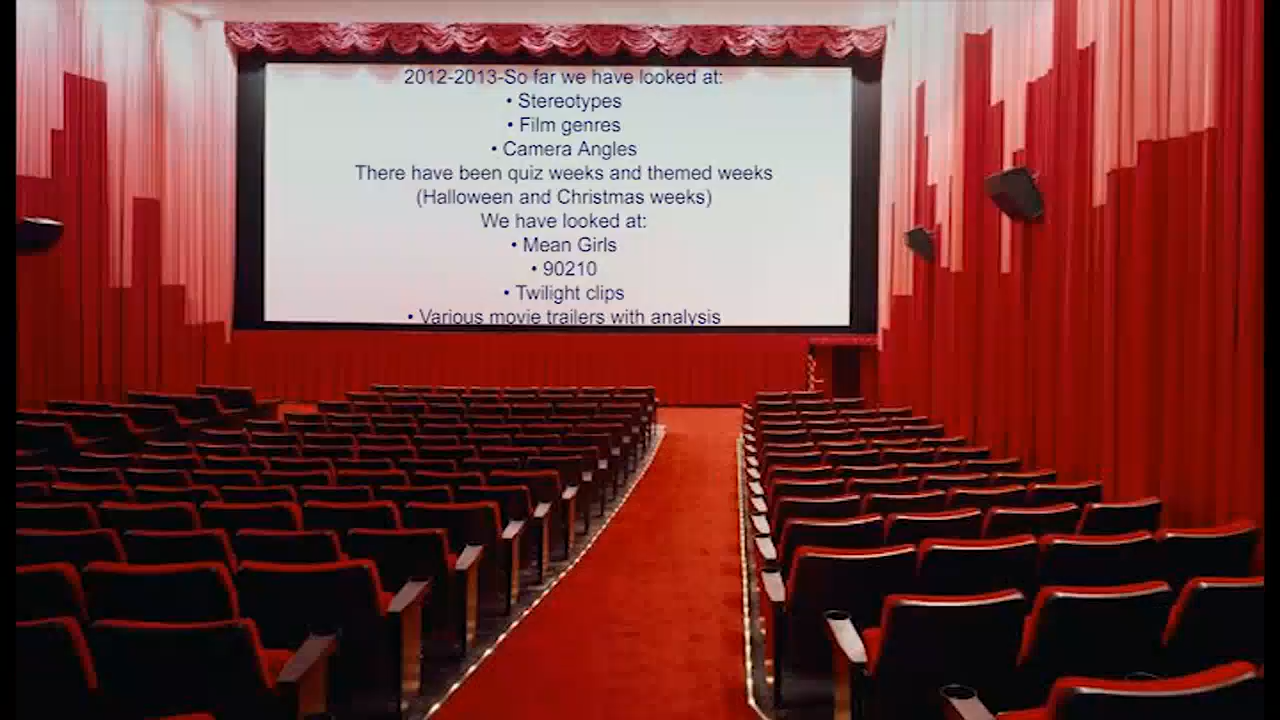 2012-2013-So far we have looked at:
• Stereotypes
• Film genres
• Camera Angles
There have been quiz weeks and themed weeks
(Halloween and Christmas weeks)
We have looked at:
• Mean Girls
• 90210
• Twilight clips
• Various movie trailers with analysis